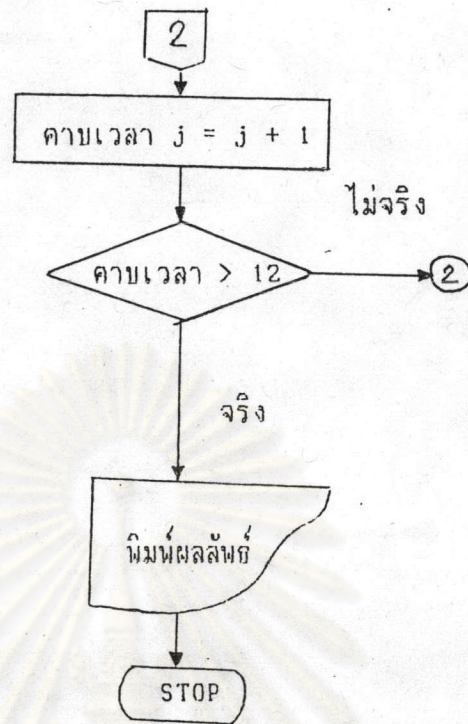 2
คาบเวลา j = j + 1
ไม่จริง
คาบเวลา > 12
2
จริง
พิมพ์ผลลัพธ์
STOP